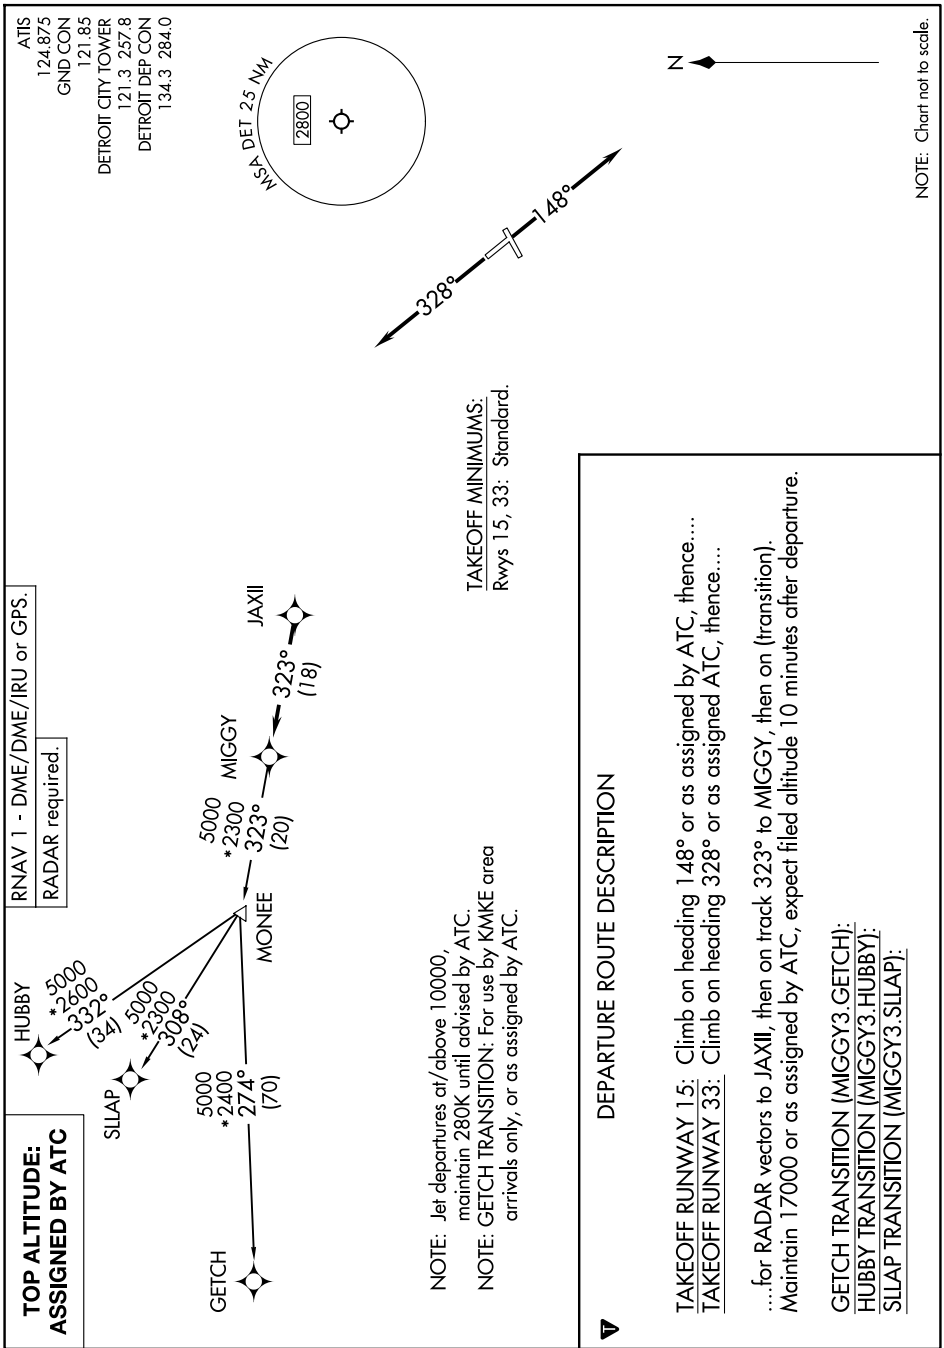 TOP ALTITUDE:
ASSIGNED BY ATC
RNAV 1 - DME/DME/IRU or GPS.
RADAR required.
ATIS
124.875
GND CON
121.85
DETROIT CITY TOWER
121.3 257.8
DETROIT DEP CON
134.3 284.0
HUBBY
5000
*2600
332°
(34)
SLLAP
5000
*2300
308°
(24)
GETCH
5000
*2400
274°
(70)
MONEE
5000
*2300
323°
(20)
MIGGY
323°
(18)
JAXII
MSA DET 25 NM
2800
328°
148°
N
NOTE: Jet departures at/above 10000,
maintain 280K until advised by ATC.
NOTE: GETCH TRANSITION: For use by KMKE area
arrivals only, or as assigned by ATC.
TAKEOFF MINIMUMS:
Rwys 15, 33: Standard.
T
DEPARTURE ROUTE DESCRIPTION
TAKEOFF RUNWAY 15: Climb on heading 148° or as assigned by ATC, thence....
TAKEOFF RUNWAY 33: Climb on heading 328° or as assigned ATC, thence....
....for RADAR vectors to JAXII, then on track 323° to MIGGY, then on (transition).
Maintain 17000 or as assigned by ATC, expect filed altitude 10 minutes after departure.
GETCH TRANSITION (MIGGY3.GETCH):
HUBBY TRANSITION (MIGGY3.HUBBY):
SLLAP TRANSITION (MIGGY3.SLLAP):
NOTE: Chart not to scale.